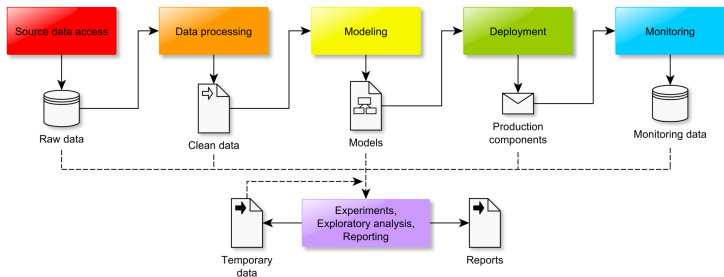 Source data access
Data processing
Modeling
Deployment
Monitoring
Raw data
Clean data
Models
Production
components
Monitoring data
Experiments,
Exploratory analysis,
Reporting
Temporary
data
Reports